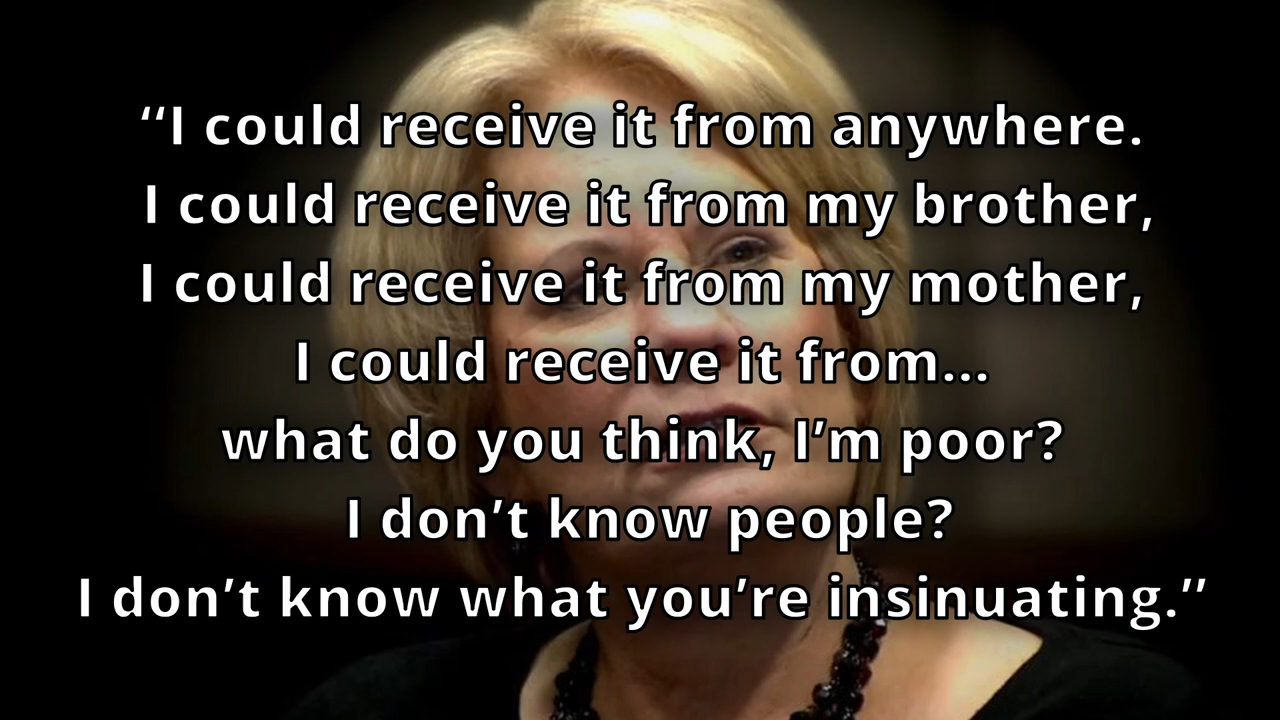 “I could receive it from anywhere.
I could receive it from my brother,
I could receive it from my mother,
I could receive it from...
what do you think, I’m poor?
I don’t know people?
I don’t know what you’re insinuating.”